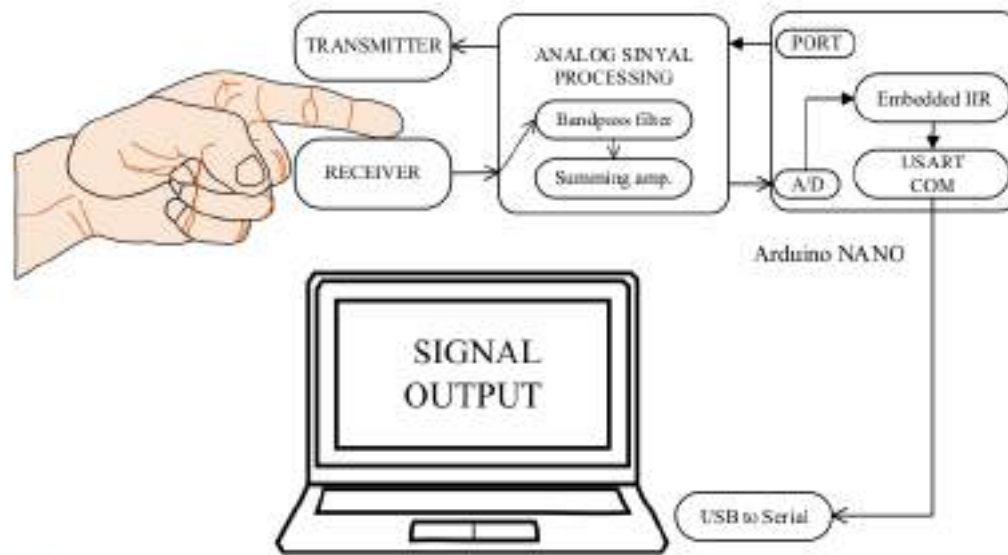 TRANSMITTER
ANALOG SINYAL
PROCESSING
Bandpass filter
Summing amp.
RECEIVER
PORT
Embedded IIR
A/D
USART
COM
Arduino NANO
SIGNAL
OUTPUT
USB to Serial